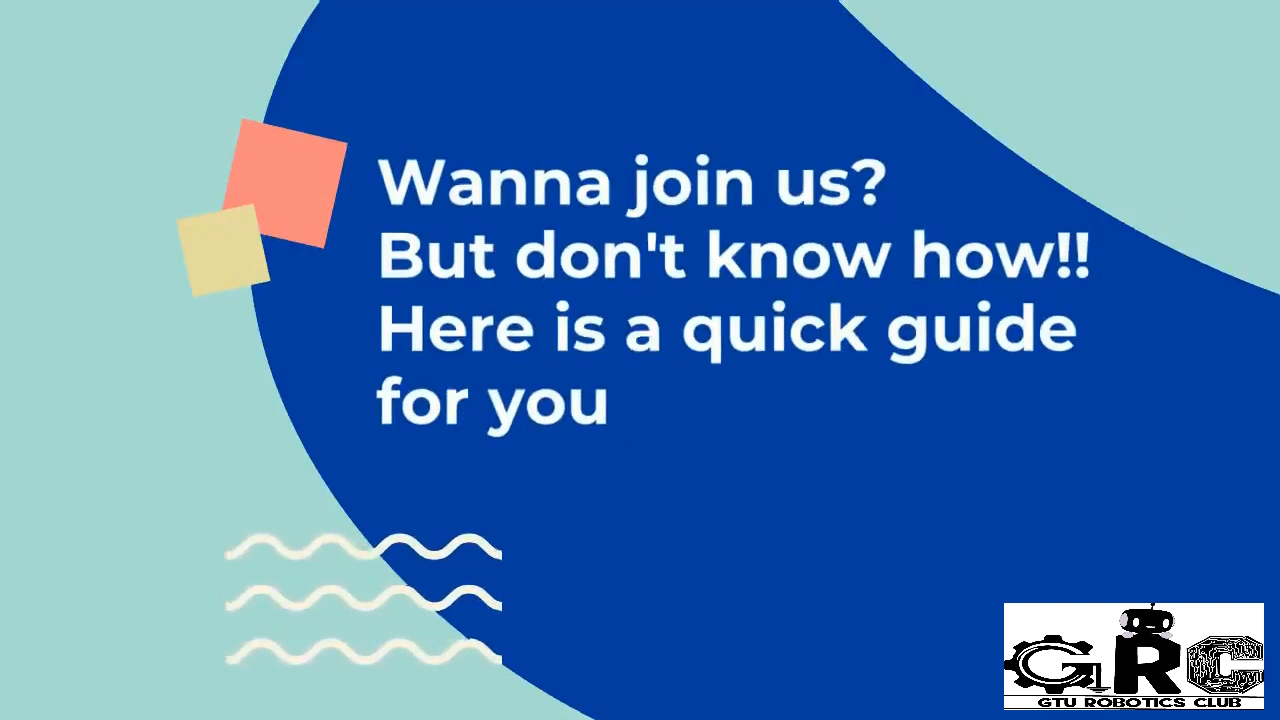 Wanna join us?
But don't know how!!
Here is a quick guide
for you
GRC
GTU ROBOTICS CLUB